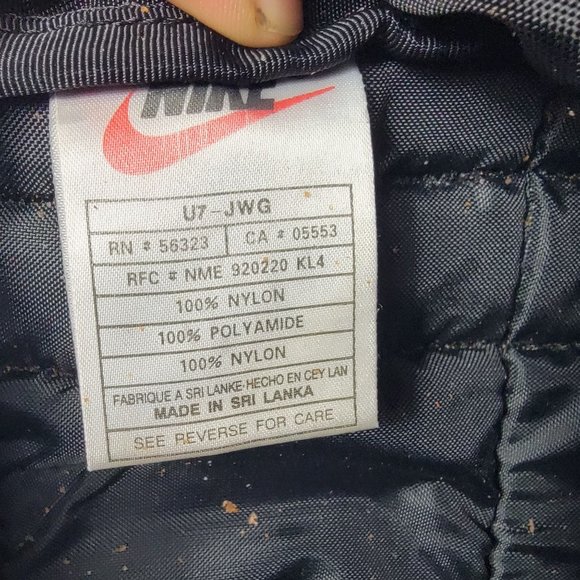 NIKE
U7-JWG
RN # 56323 CA # 05553
RFC # NME 920220 KL4
100% NYLON
100% POLYAMIDE
100% NYLON
FABRIQUE A SRI LANKE-HECHO EN CEY LAN
MADE IN SRI LANKA
SEE REVERSE FOR CARE